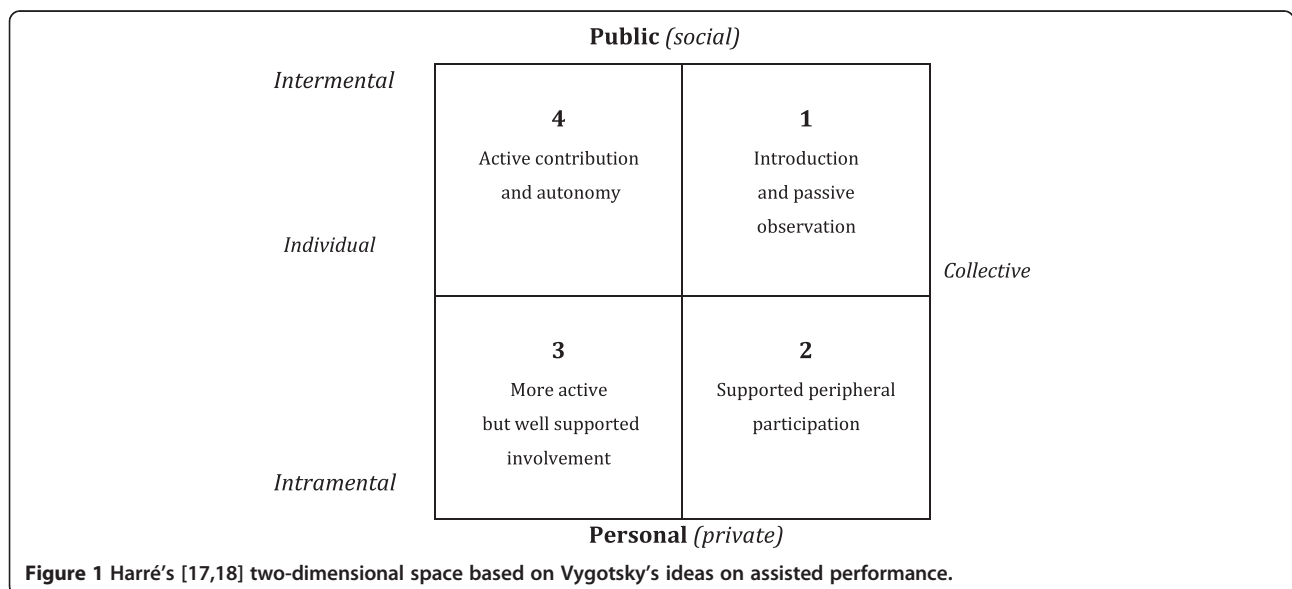 Public (social)
Intermental
4
Active contribution
and autonomy
1
Introduction
and passive
observation
Individual
Collective
3
More active
but well supported
involvement
2
Supported peripheral
participation
Intramental
Personal (private)
Figure 1 Harré’s [17,18] two-dimensional space based on Vygotsky’s ideas on assisted performance.